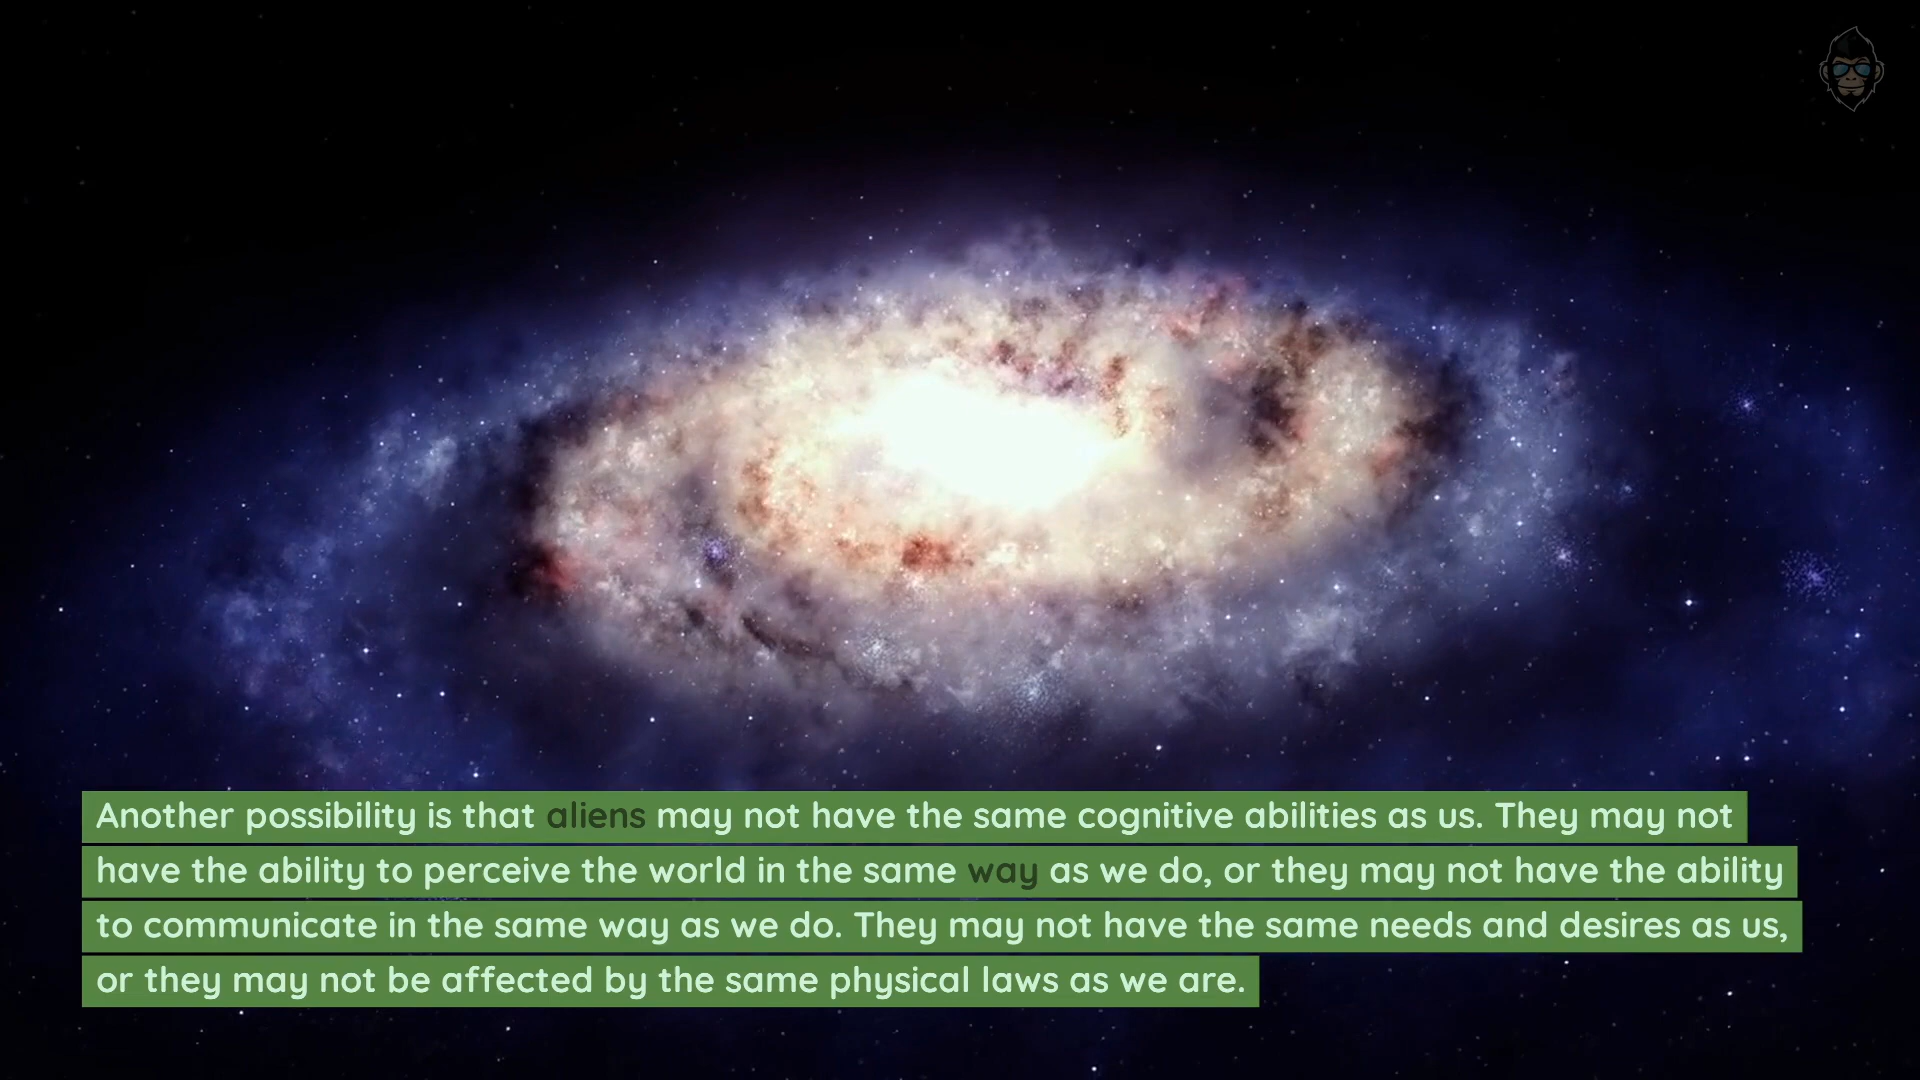 Another possibility is that aliens may not have the same cognitive abilities as us. They may not
have the ability to perceive the world in the same way as we do, or they may not have the ability
to communicate in the same way as we do. They may not have the same needs and desires as us,
or they may not be affected by the same physical laws as we are.